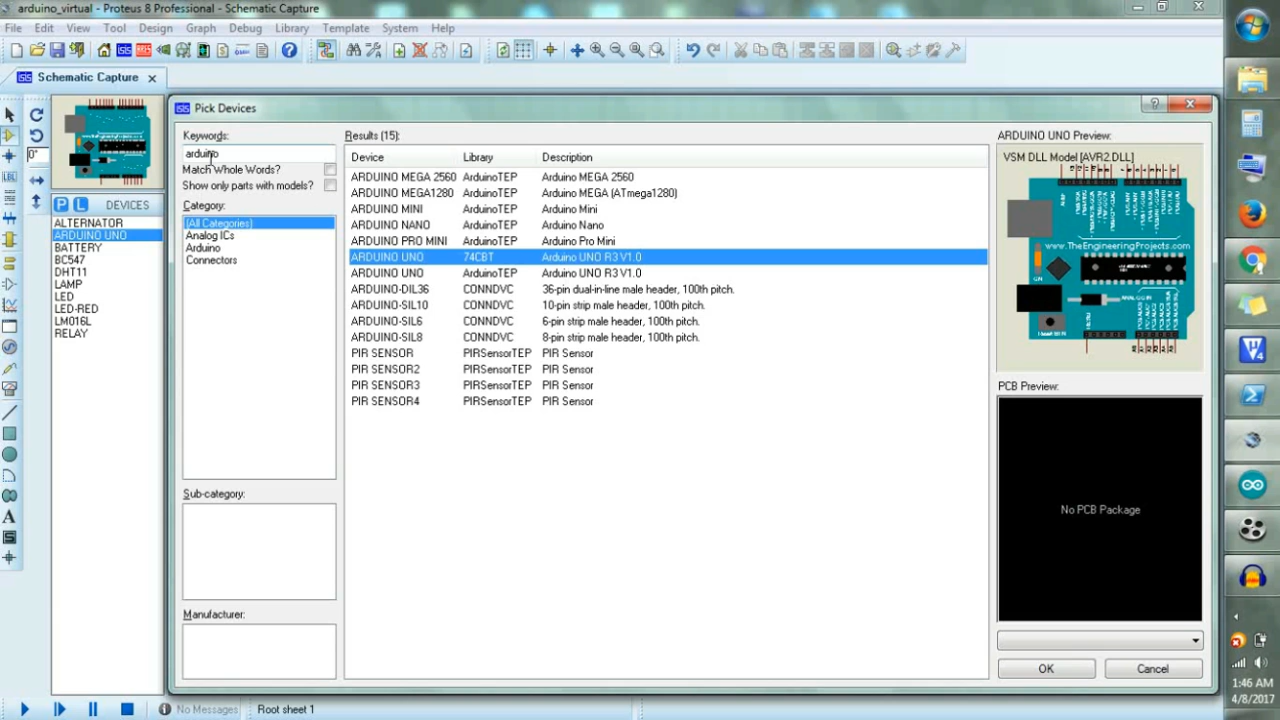 arduino_virtual - Proteus 8 Professional - Schematic Capture
File Edit View Tool Design Graph Debug Library Template System Help
Schematic Capture
Pick Devices
Keywords:
arduino
Match Whole Words?
Show only parts with models?
Category:
(All Categories)
Analog ICs
Arduino
Connectors
Sub-category:
Manufacturer:
Results (15):
Device Library Description
ARDUINO MEGA 2560 ArduinoTEP Arduino MEGA 2560
ARDUINO MEGA1280 ArduinoTEP Arduino MEGA (ATmega1280)
ARDUINO MINI ArduinoTEP Arduino Mini
ARDUINO NANO ArduinoTEP Arduino Nano
ARDUINO PRO MINI ArduinoTEP Arduino Pro Mini
ARDUINO UNO 74CBT Arduino UNO R3 V1.0
ARDUINO UNO ArduinoTEP Arduino UNO R3 V1.0
ARDUINO-DIL36 CONNDVC 36-pin dual-in-line male header, 100th pitch.
ARDUINO-SIL10 CONNDVC 10-pin strip male header, 100th pitch.
ARDUINO-SIL6 CONNDVC 6-pin strip male header, 100th pitch.
ARDUINO-SIL8 CONNDVC 8-pin strip male header, 100th pitch.
PIR SENSOR PIRSensorTEP PIR Sensor
PIR SENSOR2 PIRSensorTEP PIR Sensor
PIR SENSOR3 PIRSensorTEP PIR Sensor
PIR SENSOR4 PIRSensorTEP PIR Sensor
ARDUINO UNO Preview:
VSM DLL Model [AVR2.DLL]
www.TheEngineeringProjects.com
ANALOG IN
PCB Preview:
No PCB Package
OK Cancel
0°
P L DEVICES
ALTERNATOR
ARDUINO UNO
BATTERY
BC547
DHT11
LAMP
LED
LED-RED
LM016L
RELAY
No Messages Root sheet 1
1:46 AM
4/8/2017